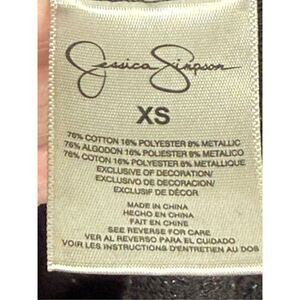 Jessica Simpson
XS
76% COTTON 16% POLYESTER 8% METALLIC
76% ALGODON 16% POLIESTER 8% METALICO
76% COTON 16% POLYESTER 8% METALLIQUE
EXCLUSIVE OF DECORATION/
EXCLUSIVO DE DECORACION/
EXCLUSIF DE DÉCOR
MADE IN CHINA
HECHO EN CHINA
FAIT EN CHINE
SEE REVERSE FOR CARE
VER AL REVERSO PARA EL CUIDADO
VOIR LES INSTRUCTIONS D'ENTRETIEN AU DOS